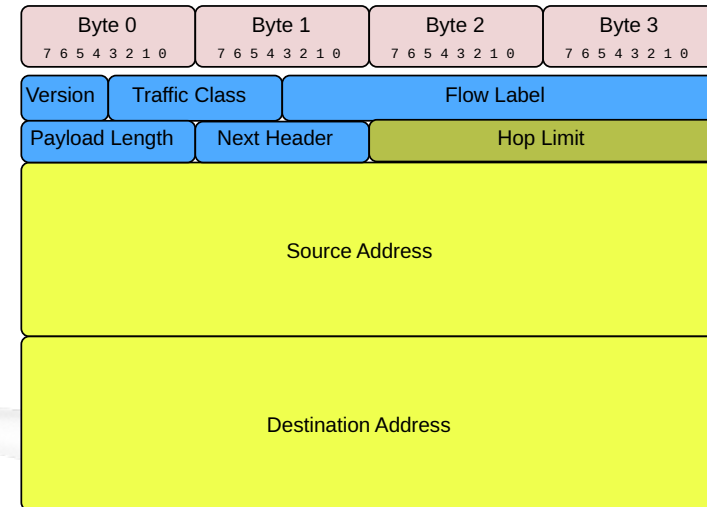 Byte 0 Byte 1 Byte 2 Byte 3
7 6 5 4 3 2 1 0 7 6 5 4 3 2 1 0 7 6 5 4 3 2 1 0 7 6 5 4 3 2 1 0
Version Traffic Class Flow Label
Payload Length Next Header Hop Limit
Source Address
Destination Address